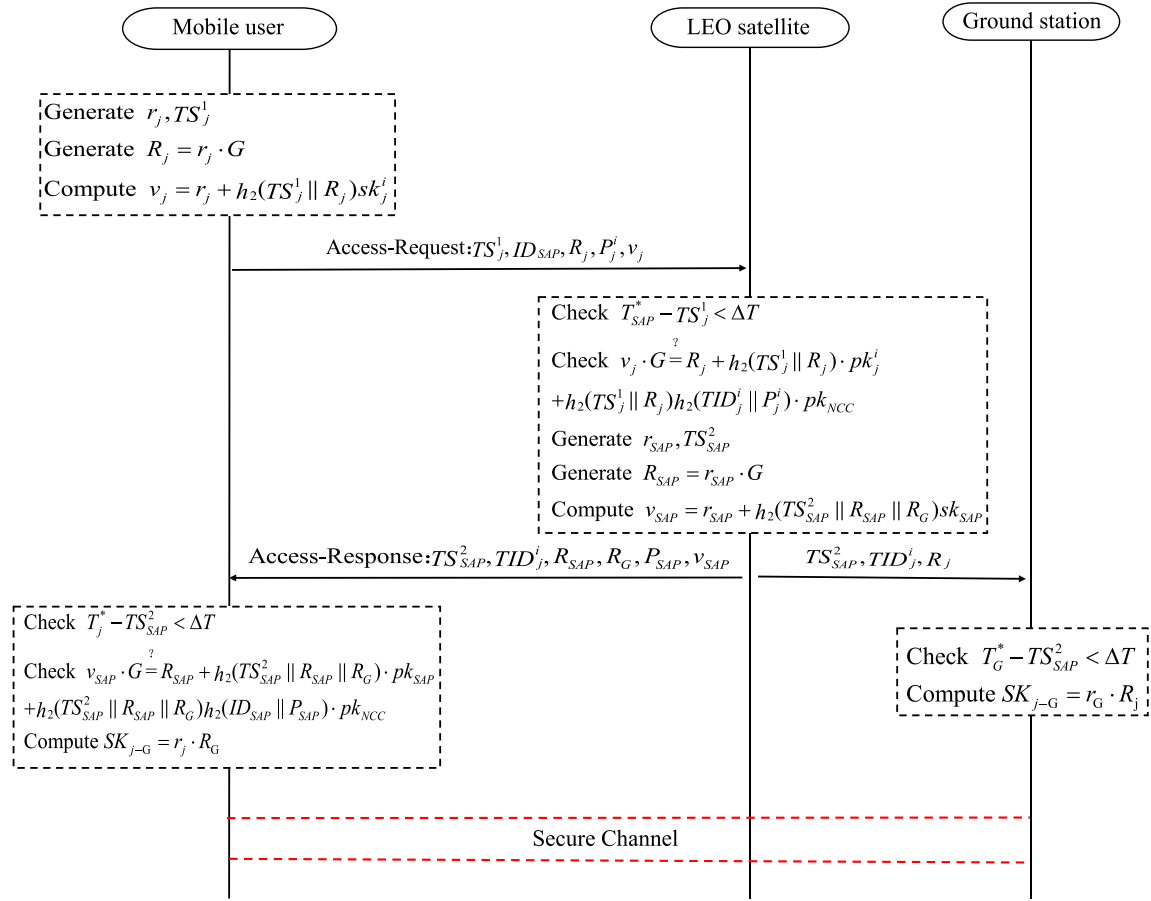 Mobile user
LEO satellite
Ground station
Generate r_j, TS_j^1
Generate R_j = r_j · G
Compute v_j = r_j + h_2(TS_j^1 || R_j)sk_j^i
Access-Request: TS_j^1, ID_SAP, R_j, P_j^i, v_j
Check T_SAP^* − TS_j^1 < ΔT
Check v_j · G ?= R_j + h_2(TS_j^1 || R_j) · pk_j^i
+h_2(TS_j^1 || R_j)h_2(TID_j^i || P_j^i) · pk_NCC
Generate r_SAP, TS_SAP^2
Generate R_SAP = r_SAP · G
Compute v_SAP = r_SAP + h_2(TS_SAP^2 || R_SAP || R_G)sk_SAP
Access-Response: TS_SAP^2, TID_j^i, R_SAP, R_G, P_SAP, v_SAP
TS_SAP^2, TID_j^i, R_j
Check T_j^* − TS_SAP^2 < ΔT
Check v_SAP · G ?= R_SAP + h_2(TS_SAP^2 || R_SAP || R_G) · pk_SAP
+h_2(TS_SAP^2 || R_SAP || R_G)h_2(ID_SAP || P_SAP) · pk_NCC
Compute SK_j−G = r_j · R_G
Check T_G^* − TS_SAP^2 < ΔT
Compute SK_j−G = r_G · R_j
Secure Channel